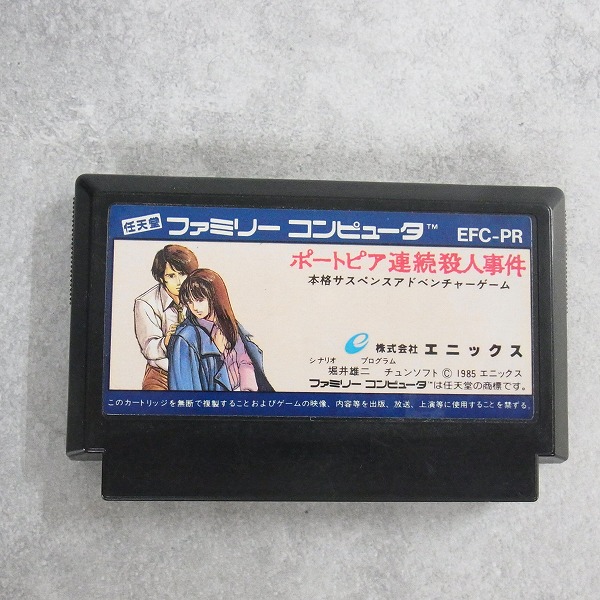 任天堂 ファミリー コンピュータ™ EFC-PR
ポートピア連続殺人事件
本格サスペンスアドベンチャーゲーム
e 株式会社 エニックス
シナリオ プログラム
堀井雄二 チュンソフト © 1985 エニックス
ファミリー コンピュータ™は任天堂の商標です。
このカートリッジを無断で複製することおよびゲームの映像、内容等を出版、放送、上演等に使用することを禁ずる。